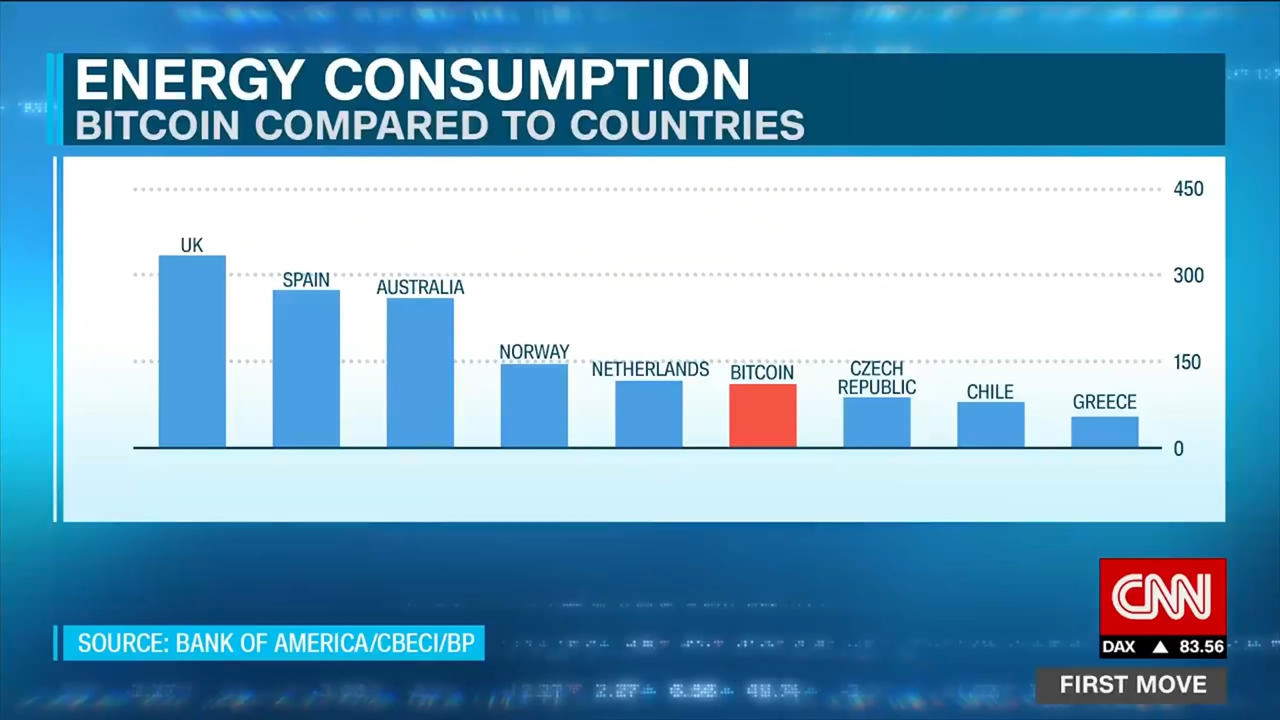 ENERGY CONSUMPTION
BITCOIN COMPARED TO COUNTRIES
450
UK
300
SPAIN
AUSTRALIA
NORWAY
150
NETHERLANDS
BITCOIN
CZECH
REPUBLIC
CHILE
GREECE
0
CNN
SOURCE: BANK OF AMERICA/CBECI/BP
DAX ▲ 83.56
FIRST MOVE